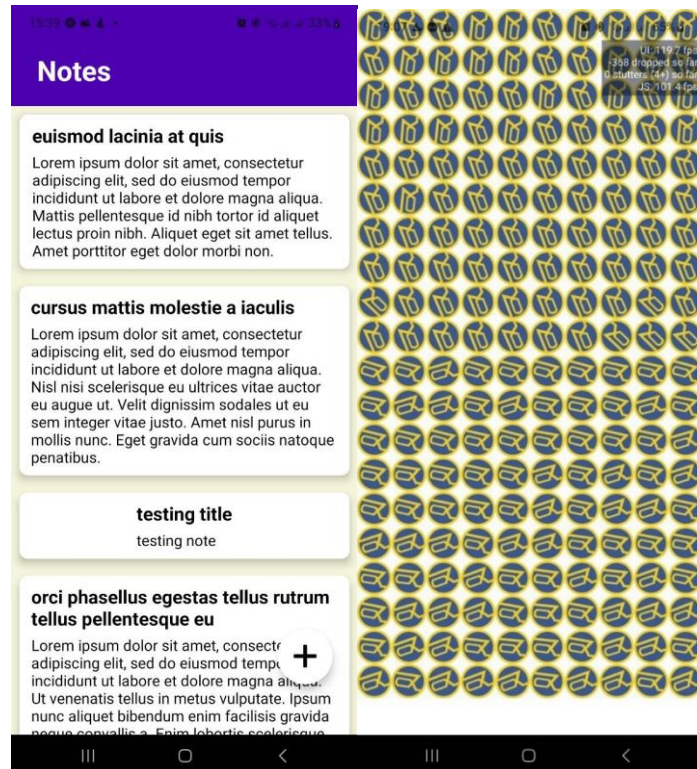 15:39
33%
Notes
euismod lacinia at quis
Lorem ipsum dolor sit amet, consectetur
adipiscing elit, sed do eiusmod tempor
incididunt ut labore et dolore magna aliqua.
Mattis pellentesque id nibh tortor id aliquet
lectus proin nibh. Aliquet eget sit amet tellus.
Amet porttitor eget dolor morbi non.
cursus mattis molestie a iaculis
Lorem ipsum dolor sit amet, consectetur
adipiscing elit, sed do eiusmod tempor
incididunt ut labore et dolore magna aliqua.
Nisl nisi scelerisque eu ultrices vitae auctor
eu augue ut. Velit dignissim sodales ut eu
sem integer vitae justo. Amet nisl purus in
mollis nunc. Eget gravida cum sociis natoque
penatibus.
testing title
testing note
orci phasellus egestas tellus rutrum
tellus pellentesque eu
Lorem ipsum dolor sit amet,
adipiscing elit, sed do eiusmod
incididunt ut labore et dolore magna aliqua.
Ut venenatis tellus in metus vulputate. Ipsum
nunc aliquet bibendum enim facilisis gravida
neque convallis a. Enim lobortis scelerisque
UI: 119.7 fps
-368 dropped so far
0 stutters (4+) so far
JS: 101.4 fps